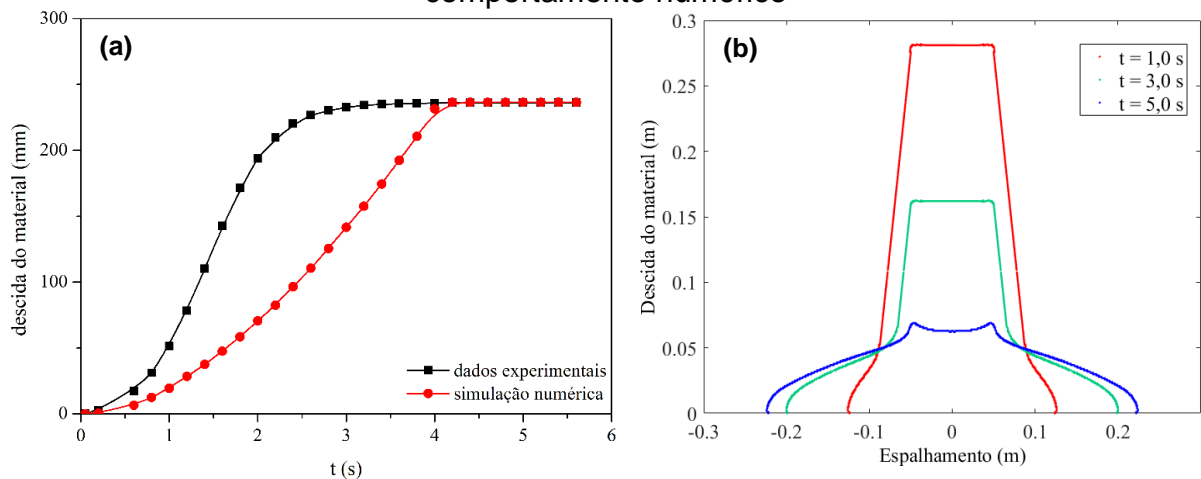 comportamento numérico
(a)
300
200
100
0
descida do material (mm)
0
1
2
3
4
5
6
t (s)
dados experimentais
simulação numérica
(b)
0.3
0.25
0.2
0.15
0.1
0.05
0
Descida do material (m)
-0.3
-0.2
-0.1
0
0.1
0.2
Espalhamento (m)
t = 1,0 s
t = 3,0 s
t = 5,0 s